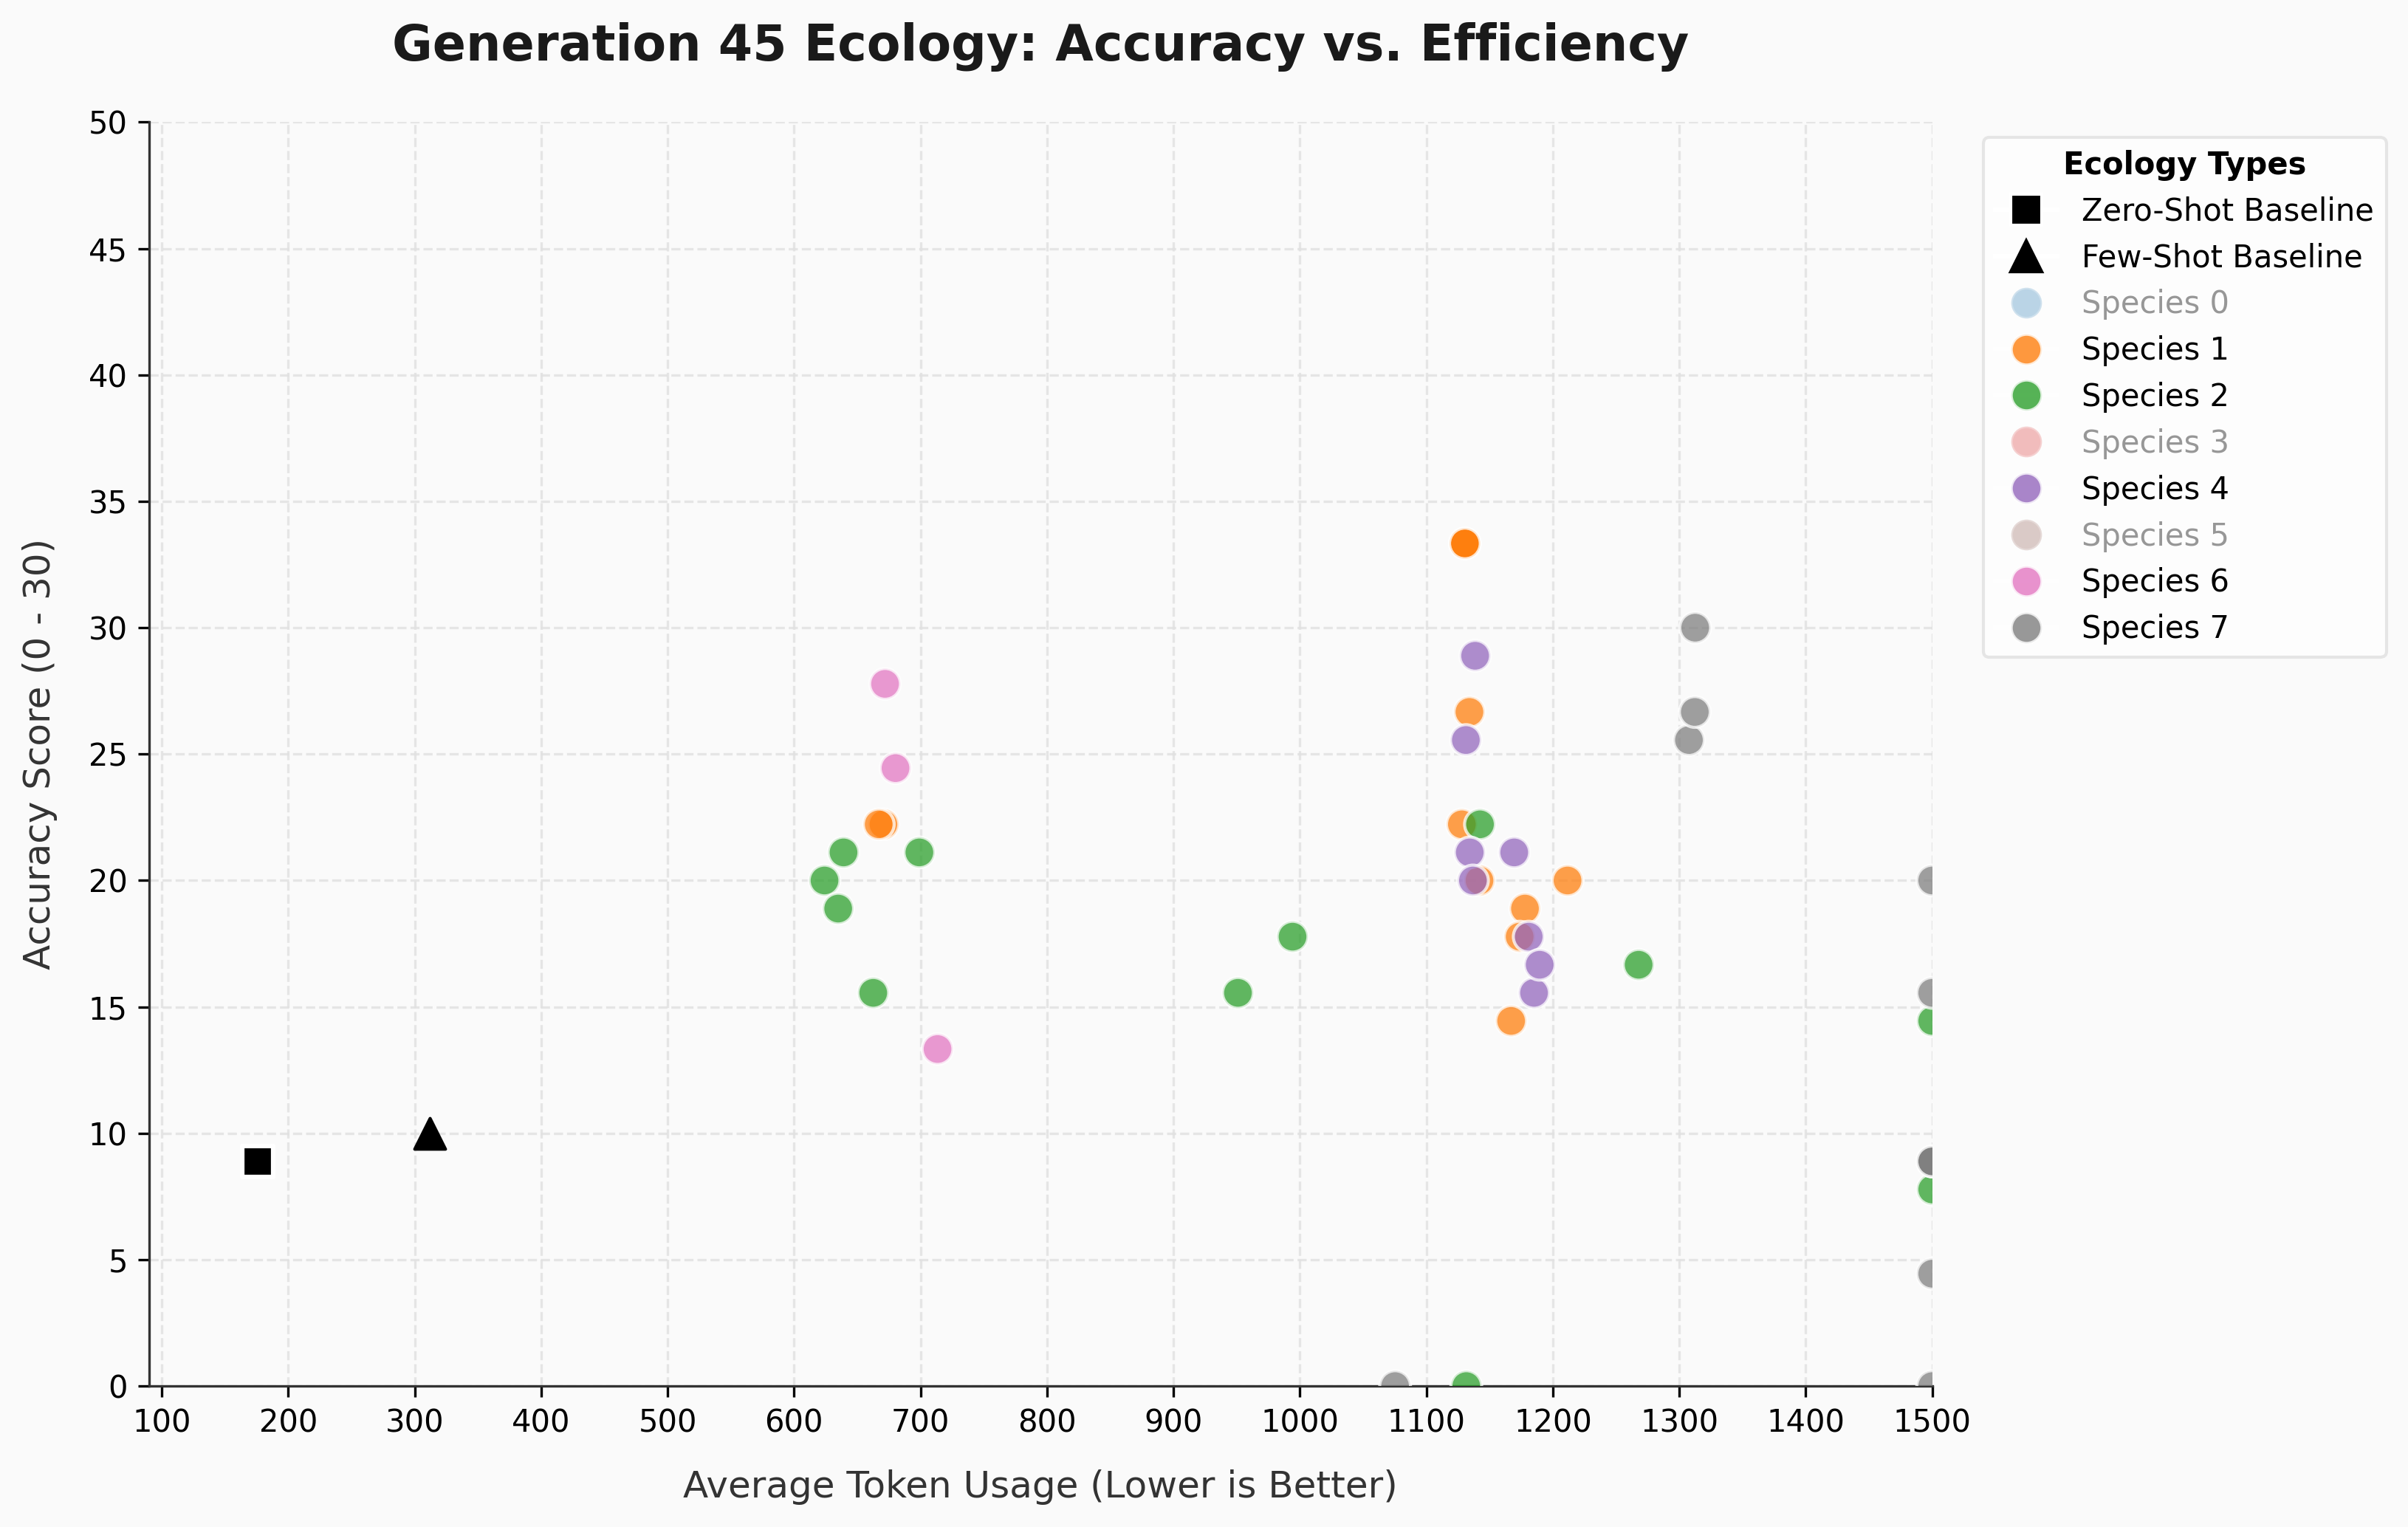 Generation 45 Ecology: Accuracy vs. Efficiency
Accuracy Score (0 - 30)
50
45
40
35
30
25
20
15
10
5
0
100 200 300 400 500 600 700 800 900 1000 1100 1200 1300 1400 1500
Average Token Usage (Lower is Better)
Ecology Types
Zero-Shot Baseline
Few-Shot Baseline
Species 0
Species 1
Species 2
Species 3
Species 4
Species 5
Species 6
Species 7